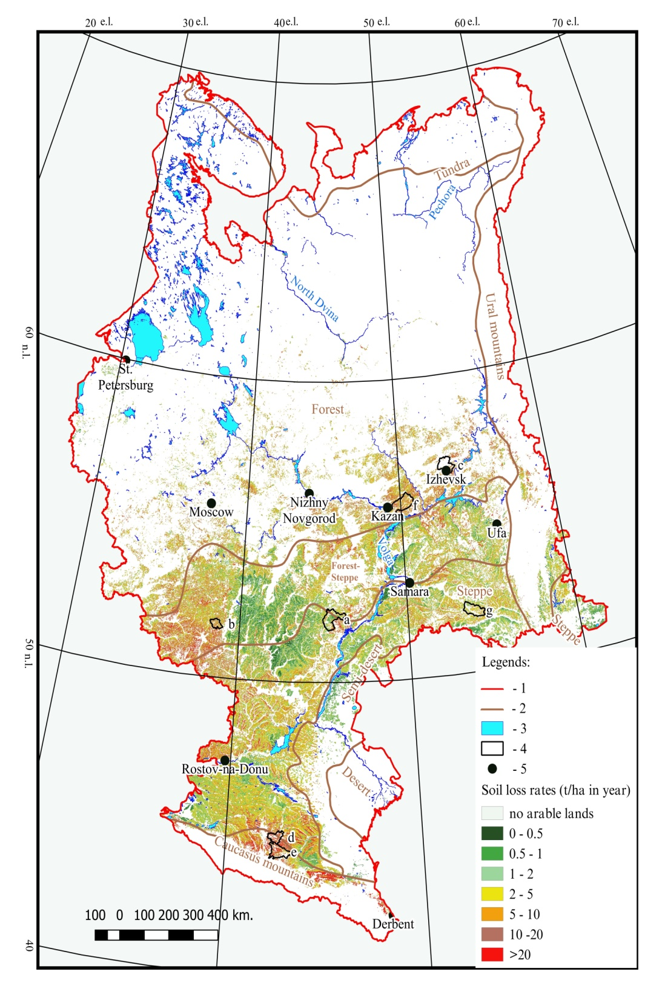 20 e.l.
30 e.l.
40e.l.
50 e.l.
60 e.l.
70 e.l.
Tundra
Pechora
North Dvina
Ural mountains
60 n.l.
St.
Petersburg
Forest
c
Izhevsk
Nizhny
Novgorod
Moscow
f
Kazan
Ufa
Volga
Forest-
Steppe
Samara
Steppe
g
a
b
Steppe
50 n.l.
Semi-desert
Rostov-na-Donu
Desert
d
e
Caucasus mountains
Derbent
40
100 0 100 200 300 400 km.
Legends:
- 1
- 2
- 3
- 4
- 5
Soil loss rates (t/ha in year)
no arable lands
0 - 0.5
0.5 - 1
1 - 2
2 - 5
5 - 10
10 -20
>20